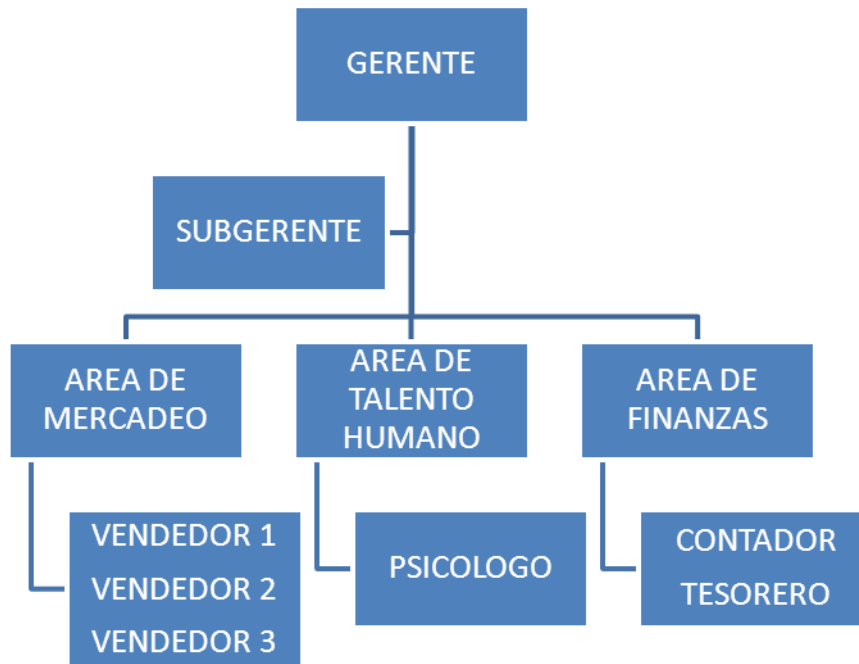 GERENTE
SUBGERENTE
AREA DE
MERCADEO
AREA DE
TALENTO
HUMANO
AREA DE
FINANZAS
VENDEDOR 1
VENDEDOR 2
VENDEDOR 3
PSICOLOGO
CONTADOR
TESORERO